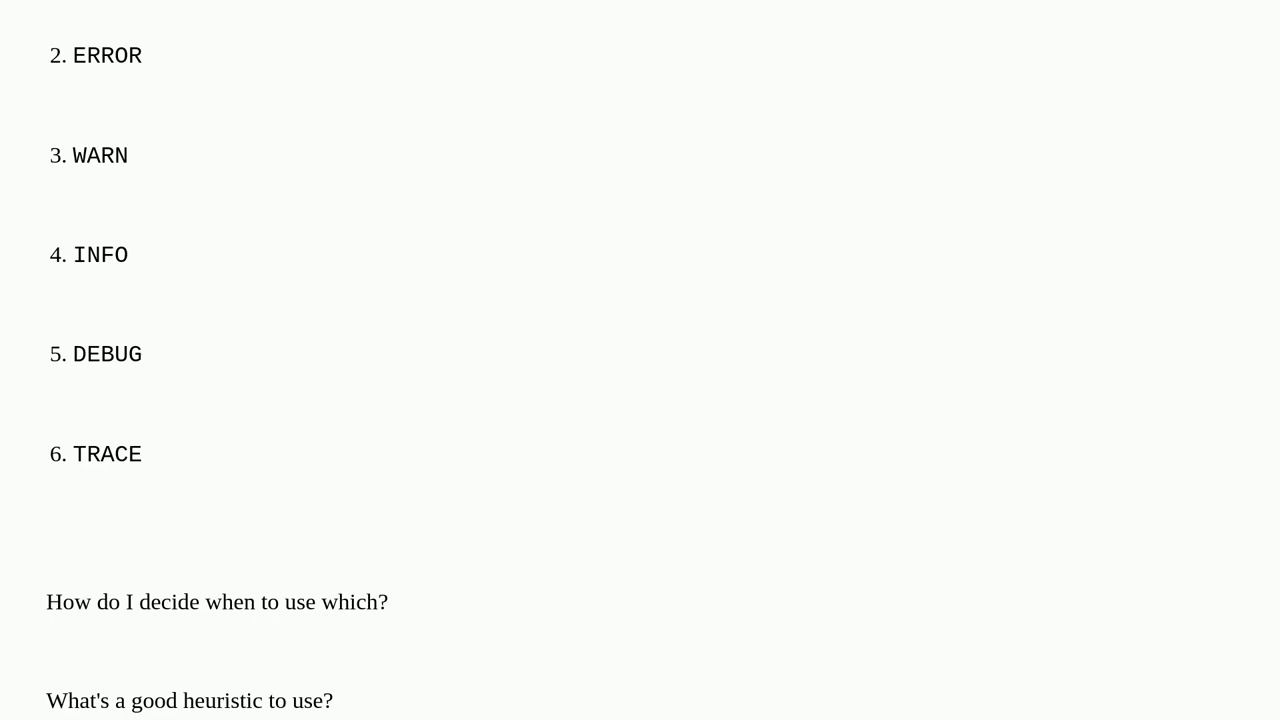 2. ERROR
3. WARN
4. INFO
5. DEBUG
6. TRACE
How do I decide when to use which?
What's a good heuristic to use?